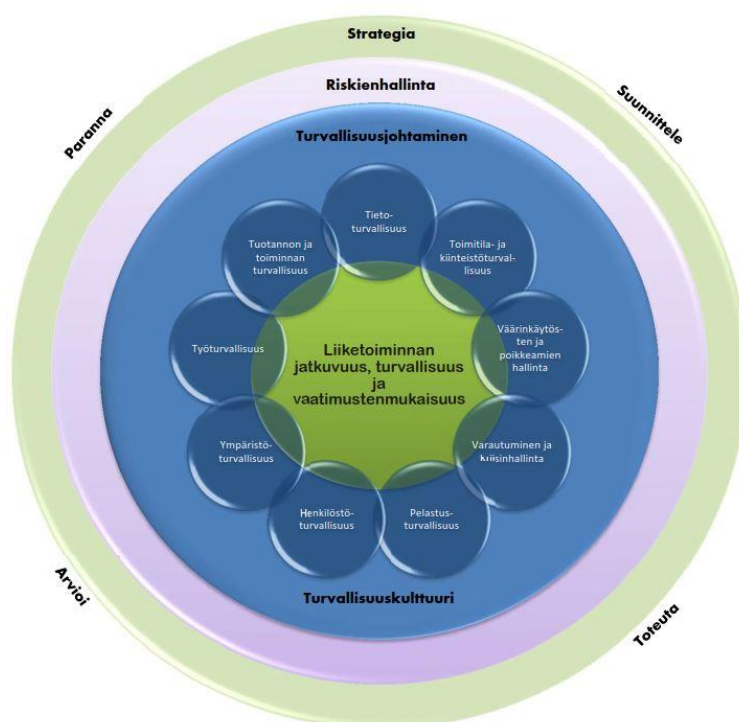 Strategia
Suunnittele
Paranna
Riskienhallinta
Turvallisuusjohtaminen
Tieto-
turvallisuus
Tuotannon ja
toiminnan
turvallisuus
Toimitila- ja
kiinteistöturval-
lisuus
Työturvallisuus
Väärinkäytös-
ten ja
poikkeamien
hallinta
Liiketoiminnan
jatkuvuus, turvallisuus
ja
vaatimustenmukaisuus
Ympäristö-
turvallisuus
Varautuminen ja
kriisinhallinta
Henkilöstö-
turvallisuus
Pelastus-
turvallisuus
Turvallisuuskulttuuri
Arvioi
Toteuta